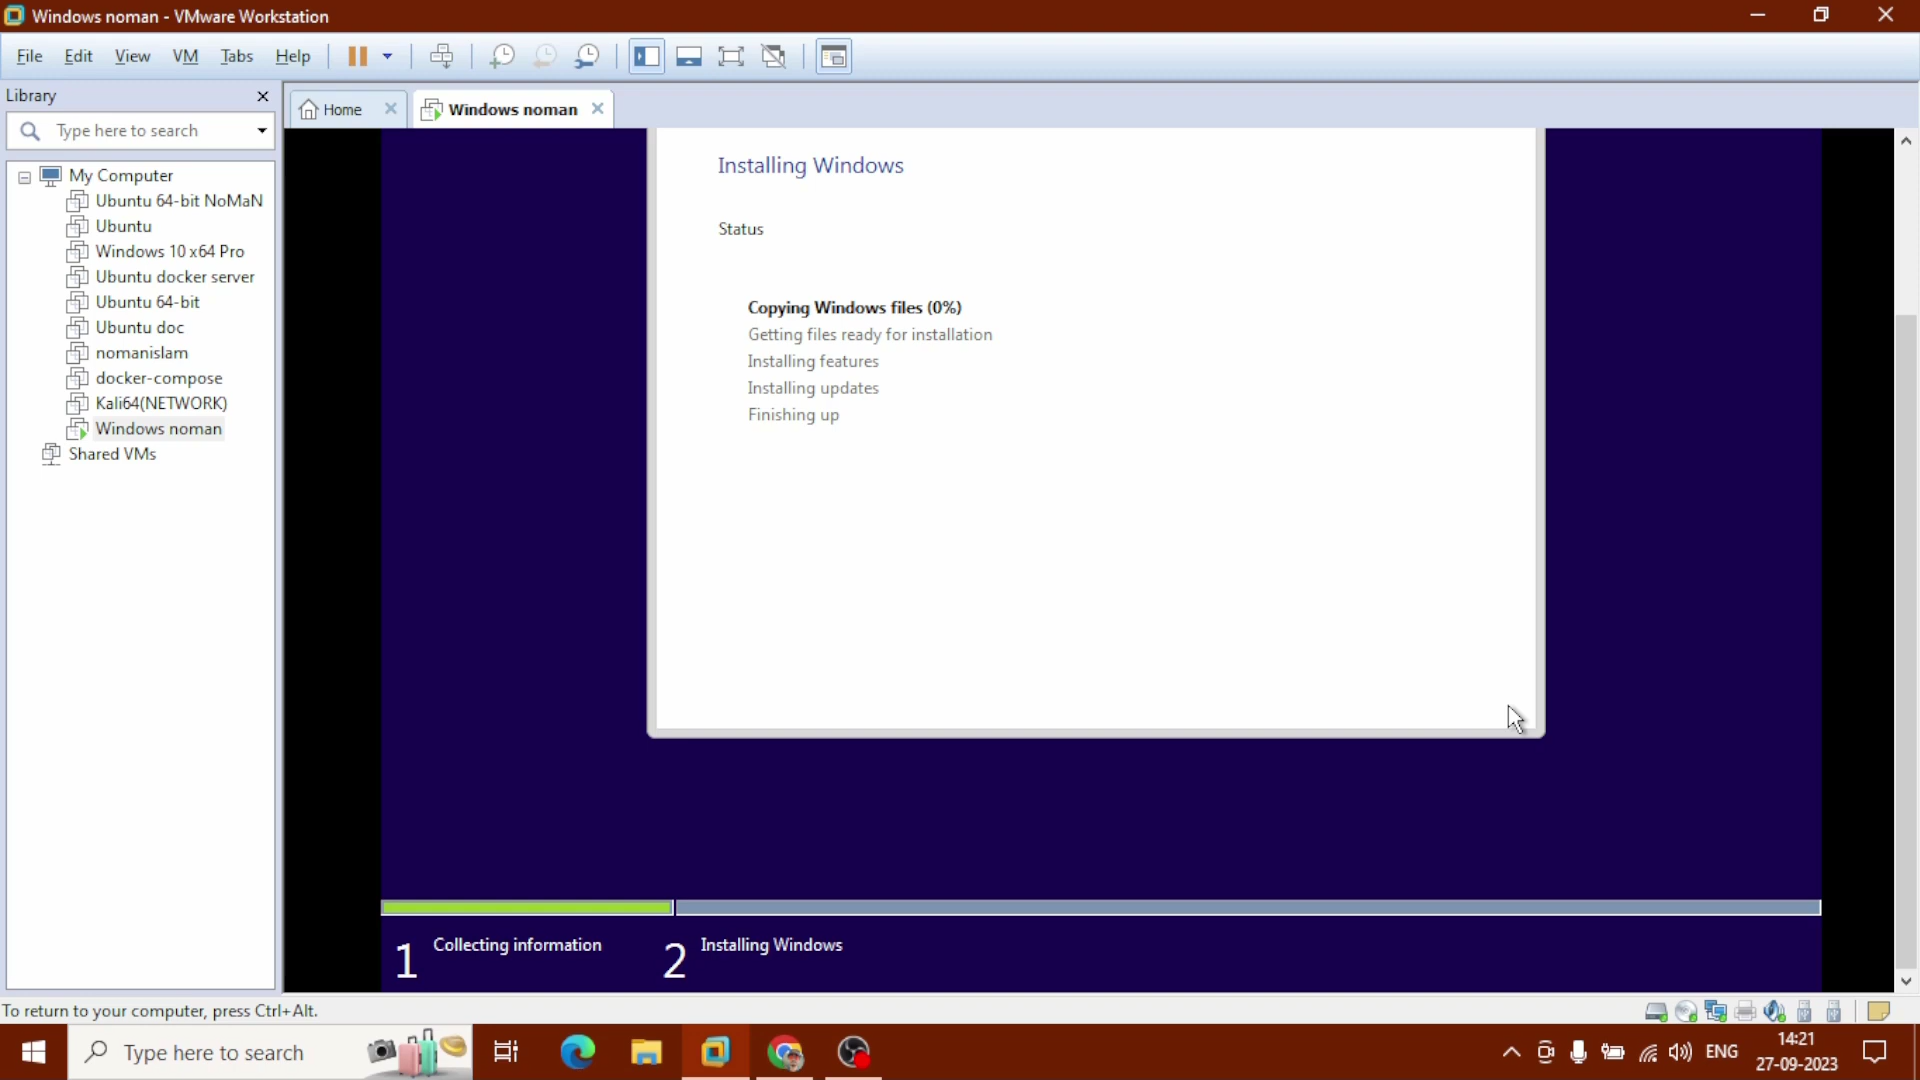 Windows noman - VMware Workstation
File Edit View VM Tabs Help
Library
Type here to search
Home
Windows noman
My Computer
Ubuntu 64-bit NoMaN
Ubuntu
Windows 10 x64 Pro
Ubuntu docker server
Ubuntu 64-bit
Ubuntu doc
nomanislam
docker-compose
Kali64(NETWORK)
Windows noman
Shared VMs
Installing Windows
Status
Copying Windows files (0%)
Getting files ready for installation
Installing features
Installing updates
Finishing up
1 Collecting information
2 Installing Windows
To return to your computer, press Ctrl+Alt.
Type here to search
ENG
14:21
27-09-2023